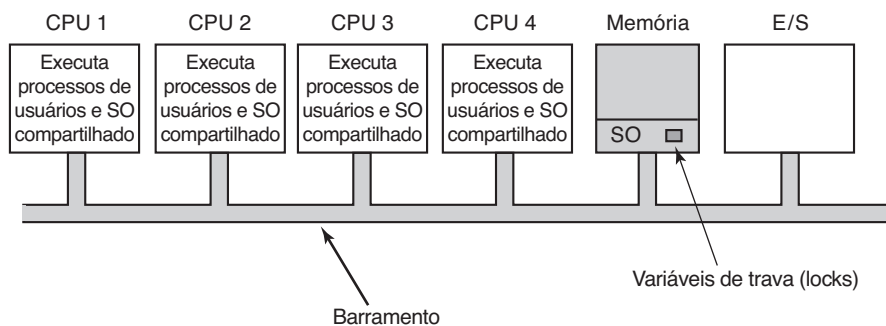 CPU 1
CPU 2
CPU 3
CPU 4
Memória
E/S
Executa
processos de
usuários e SO
compartilhado
Executa
processos de
usuários e SO
compartilhado
Executa
processos de
usuários e SO
compartilhado
Executa
processos de
usuários e SO
compartilhado
SO
Variáveis de trava (locks)
Barramento